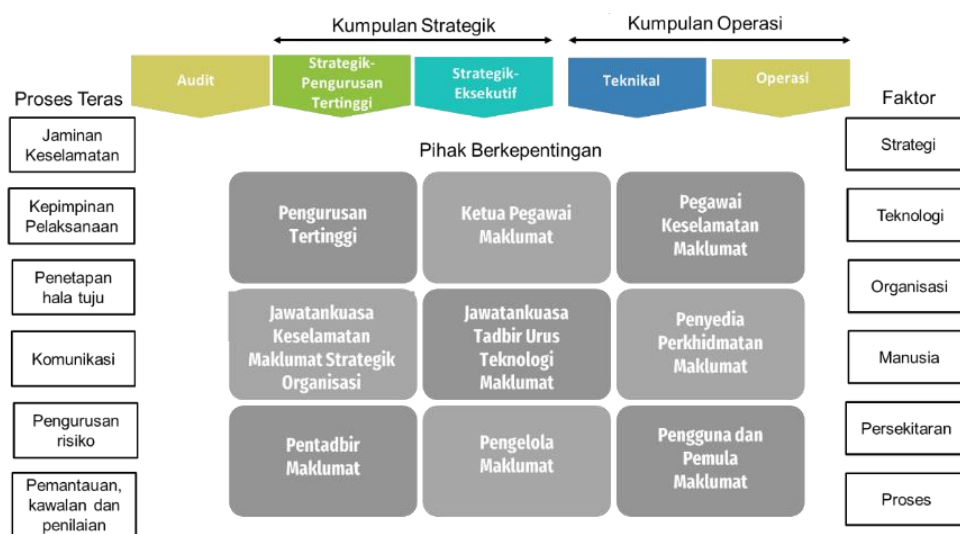 Kumpulan Strategik
Kumpulan Operasi
Audit
Strategik-
Pengurusan
Tertinggi
Strategik-
Eksekutif
Teknikal
Operasi
Proses Teras
Jaminan
Keselamatan
Kepimpinan
Pelaksanaan
Penetapan
hala tuju
Komunikasi
Pengurusan
risiko
Pemantauan,
kawalan dan
penilaian
Pihak Berkepentingan
Pengurusan
Tertinggi
Ketua Pegawai
Maklumat
Pegawai
Keselamatan
Maklumat
Jawatankuasa
Keselamatan
Maklumat Strategik
Organisasi
Jawatankuasa
Tadbir Urus
Teknologi
Maklumat
Penyedia
Perkhidmatan
Maklumat
Pentadbir
Maklumat
Pengelola
Maklumat
Pengguna dan
Pemula
Maklumat
Faktor
Strategi
Teknologi
Organisasi
Manusia
Persekitaran
Proses